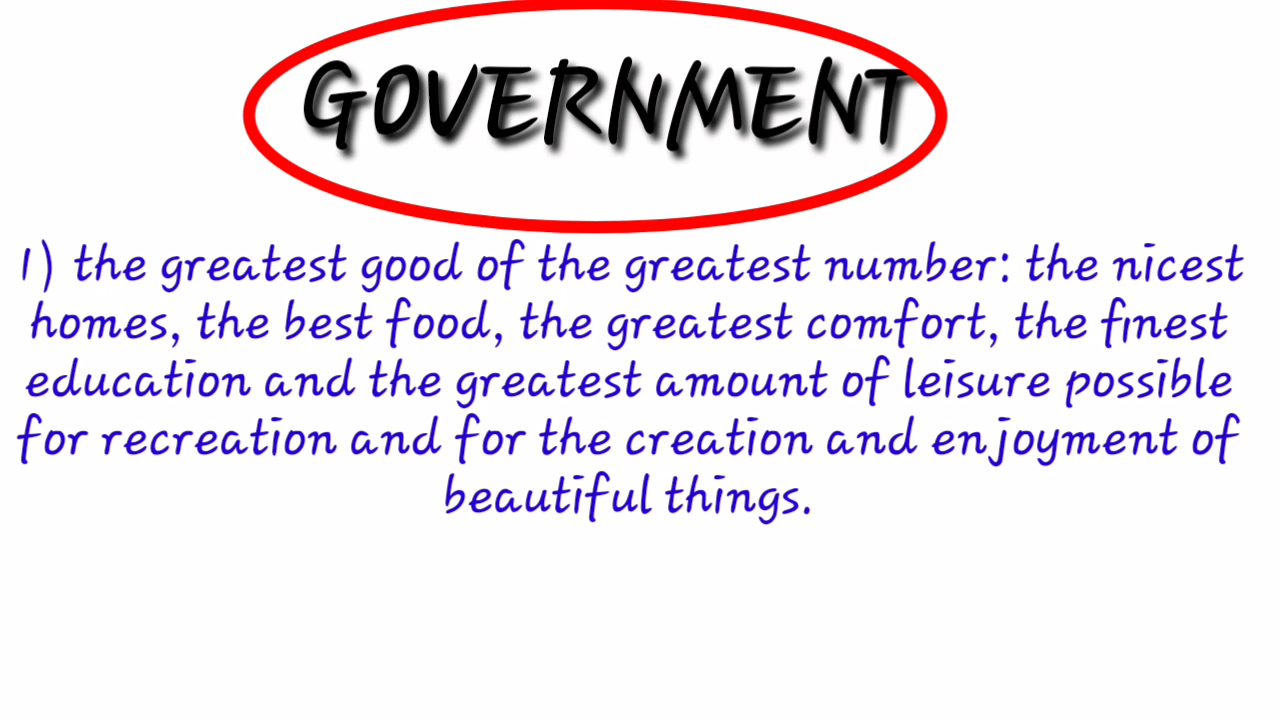 GOVERNMENT
1) the greatest good of the greatest number: the nicest
homes, the best food, the greatest comfort, the finest
education and the greatest amount of leisure possible
for recreation and for the creation and enjoyment of
beautiful things.